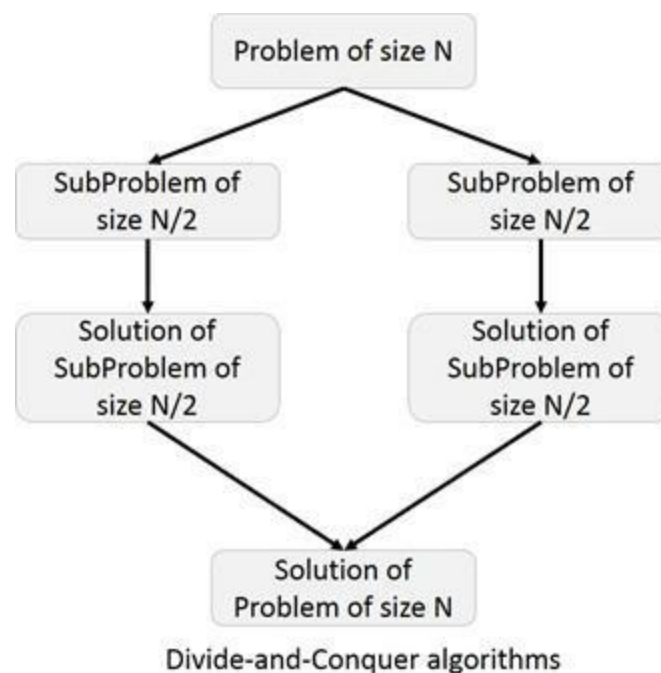 Problem of size N
SubProblem of
size N/2
SubProblem of
size N/2
Solution of
SubProblem of
size N/2
Solution of
SubProblem of
size N/2
Solution of
Problem of size N
Divide-and-Conquer algorithms